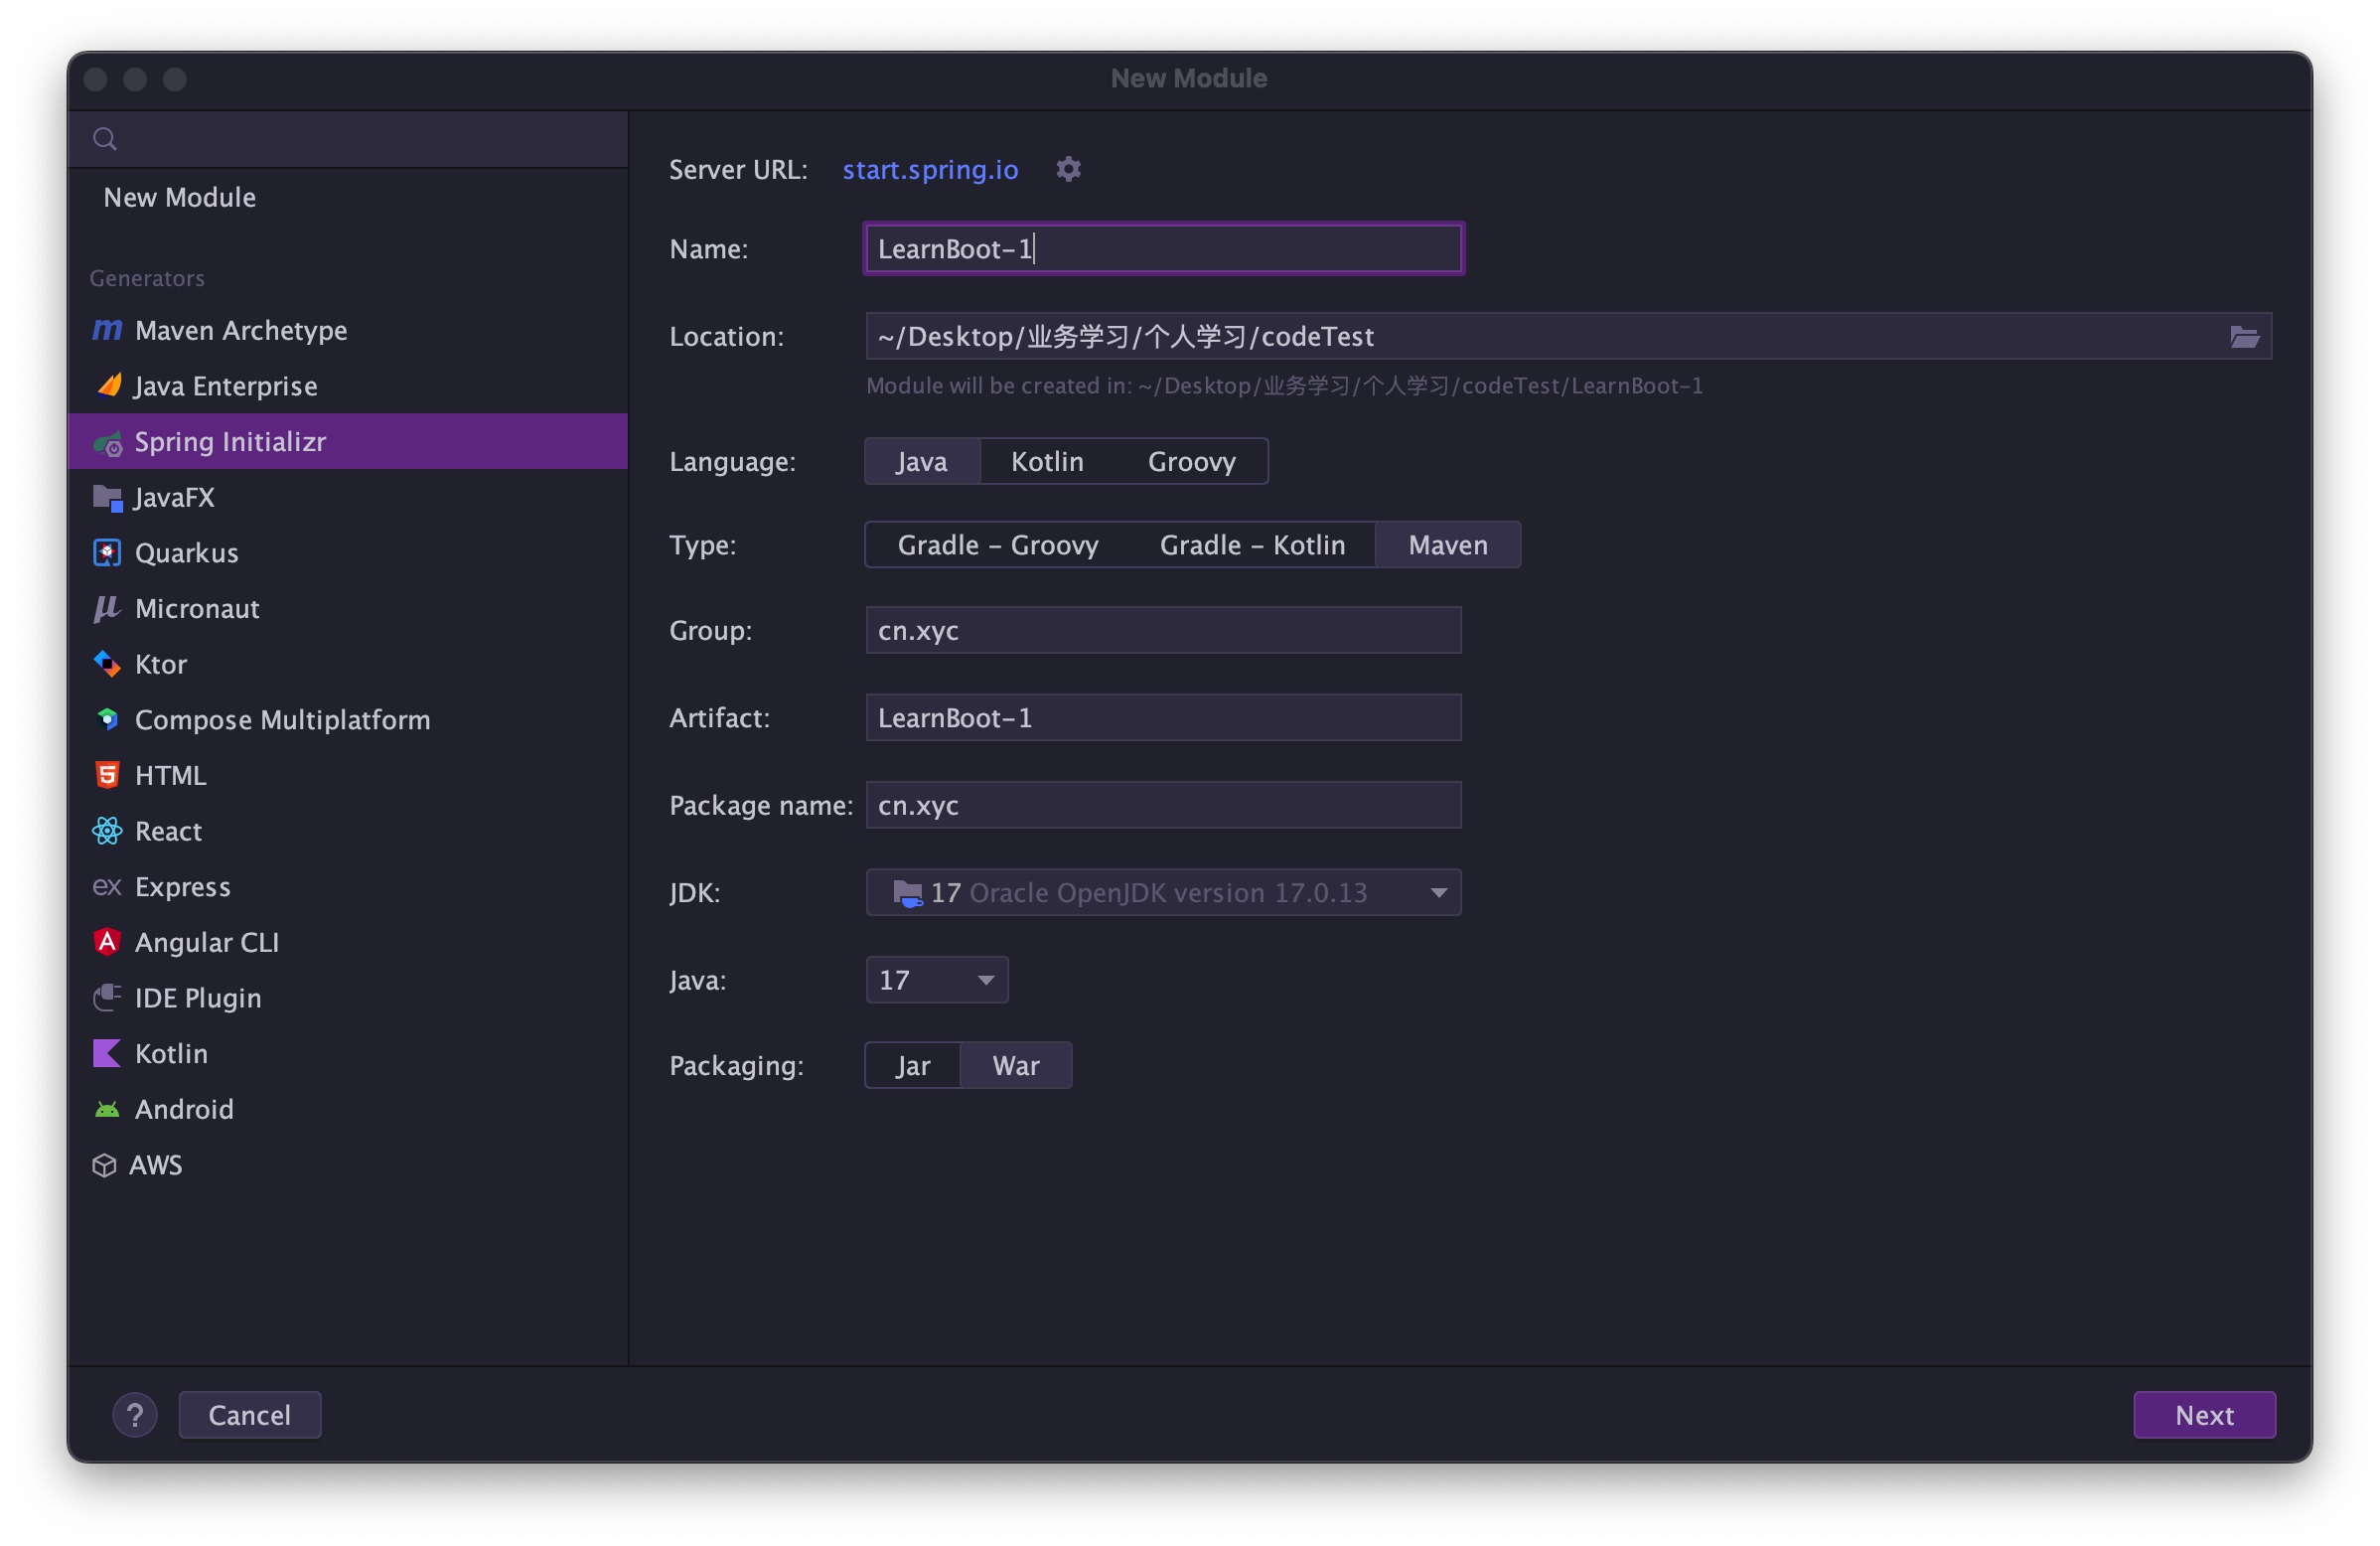 New Module
New Module
Generators
Maven Archetype
Java Enterprise
Spring Initializr
JavaFX
Quarkus
Micronaut
Ktor
Compose Multiplatform
HTML
React
ex Express
Angular CLI
IDE Plugin
Kotlin
Android
AWS
Server URL: start.spring.io
Name: LearnBoot-1
Location: ~/Desktop/业务学习/个人学习/codeTest
Module will be created in: ~/Desktop/业务学习/个人学习/codeTest/LearnBoot-1
Language: Java Kotlin Groovy
Type: Gradle - Groovy Gradle - Kotlin Maven
Group: cn.xyc
Artifact: LearnBoot-1
Package name: cn.xyc
JDK: 17 Oracle OpenJDK version 17.0.13
Java: 17
Packaging: Jar War
? Cancel Next